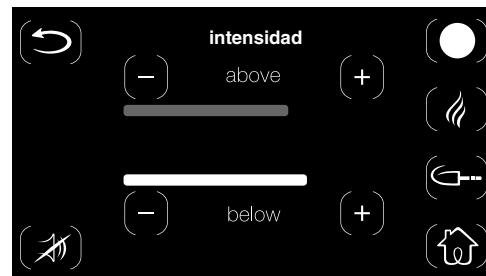 intensidad
− above +
− below +